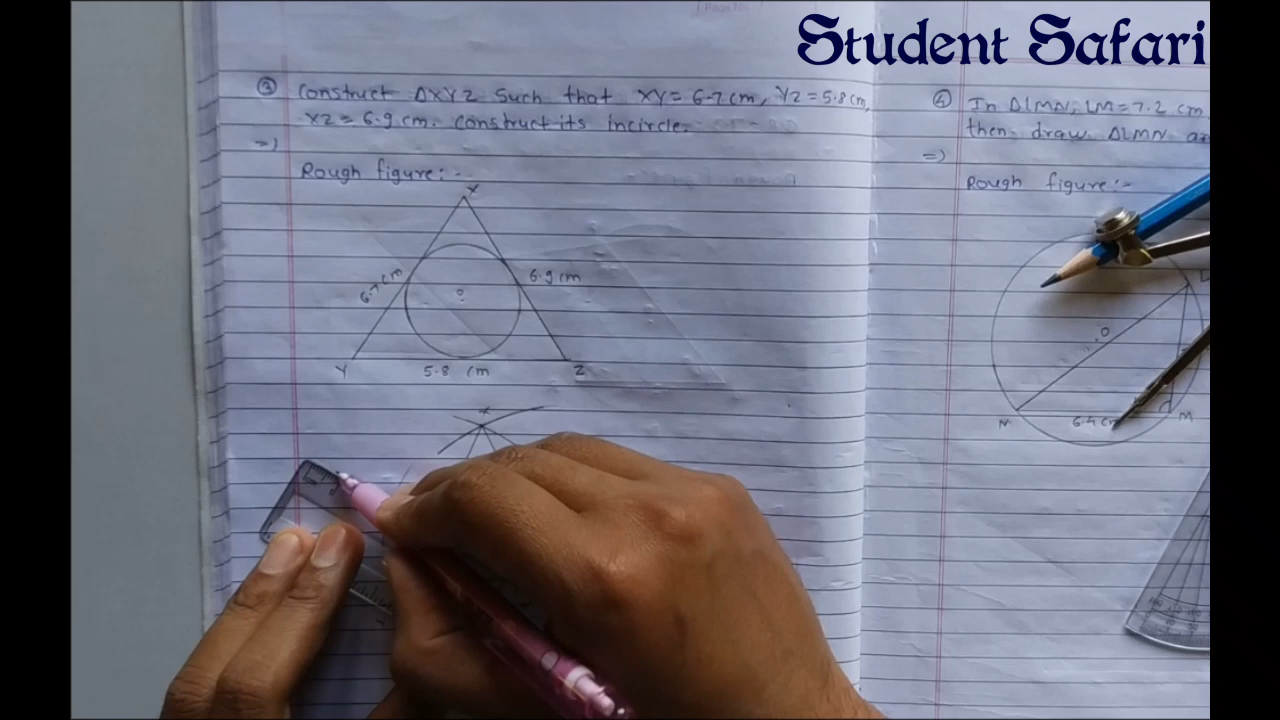 Student Safari
③ Construct ΔXYZ such that XY = 6.7 cm, YZ = 5.8 cm,
XZ = 6.9 cm. Construct its incircle.
=)
Rough figure:-
X
6.7 cm
6.9 cm
O
Y
5.8 cm
Z
X
④ In ΔLMN, LM = 7.2 cm
then draw ΔLMN
=)
Rough figure:-
L
O
N
6.4 cm
M